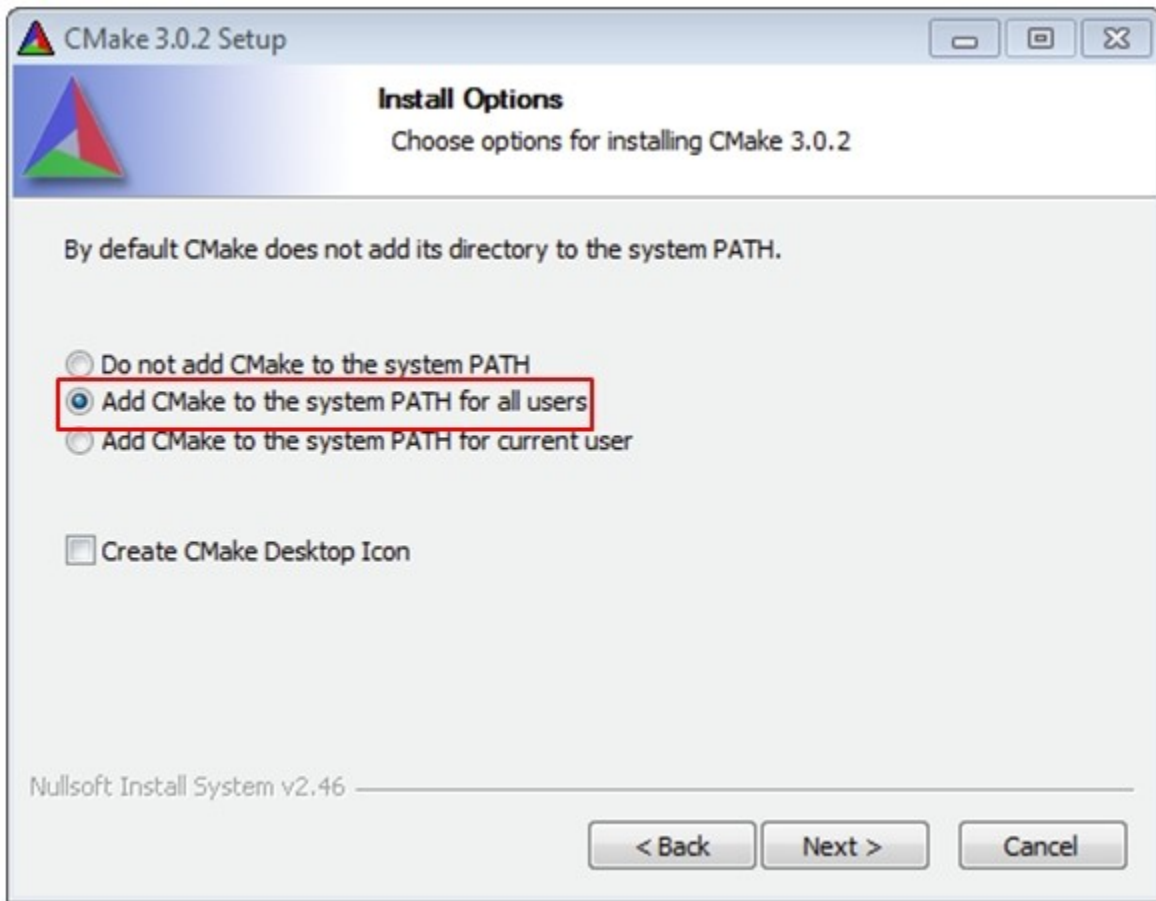 CMake 3.0.2 Setup
Install Options
Choose options for installing CMake 3.0.2
By default CMake does not add its directory to the system PATH.
Do not add CMake to the system PATH
Add CMake to the system PATH for all users
Add CMake to the system PATH for current user
Create CMake Desktop Icon
Nullsoft Install System v2.46
< Back Next > Cancel